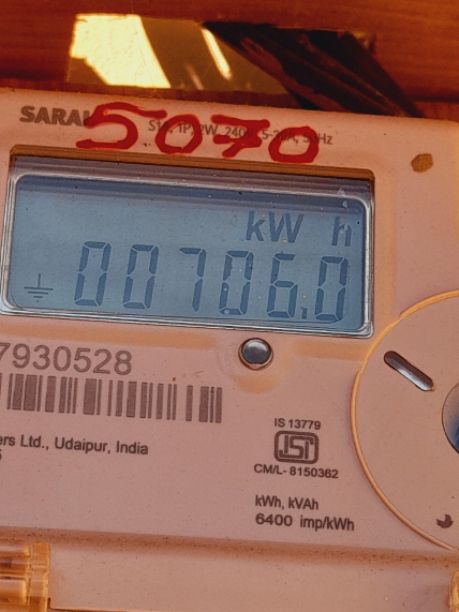 5070
kW h
00706.0
7930528
ers Ltd., Udaipur, India
IS 13779
ISI
CM/L- 8150362
kWh, kVAh
6400 imp/kWh